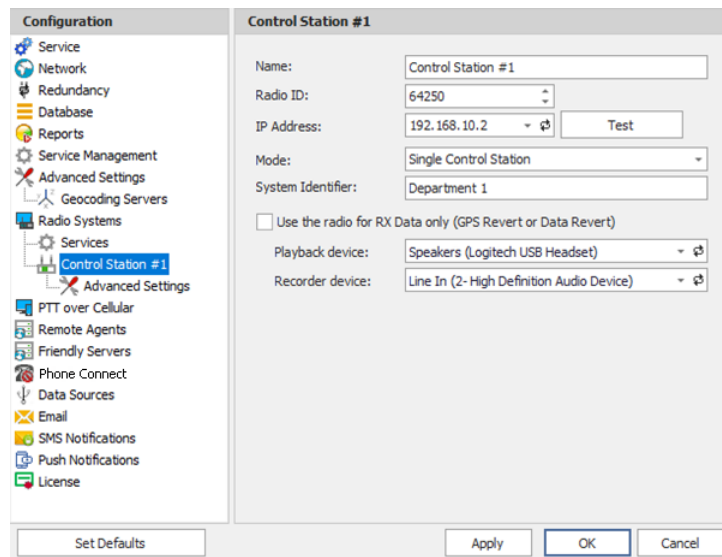 Configuration
Service
Network
Redundancy
Database
Reports
Service Management
Advanced Settings
Geocoding Servers
Radio Systems
Services
Control Station #1
Advanced Settings
PTT over Cellular
Remote Agents
Friendly Servers
Phone Connect
Data Sources
Email
SMS Notifications
Push Notifications
License
Control Station #1
Name: Control Station #1
Radio ID: 64250
IP Address: 192.168.10.2 Test
Mode: Single Control Station
System Identifier: Department 1
Use the radio for RX Data only (GPS Revert or Data Revert)
Playback device: Speakers (Logitech USB Headset)
Recorder device: Line In (2- High Definition Audio Device)
Set Defaults Apply OK Cancel